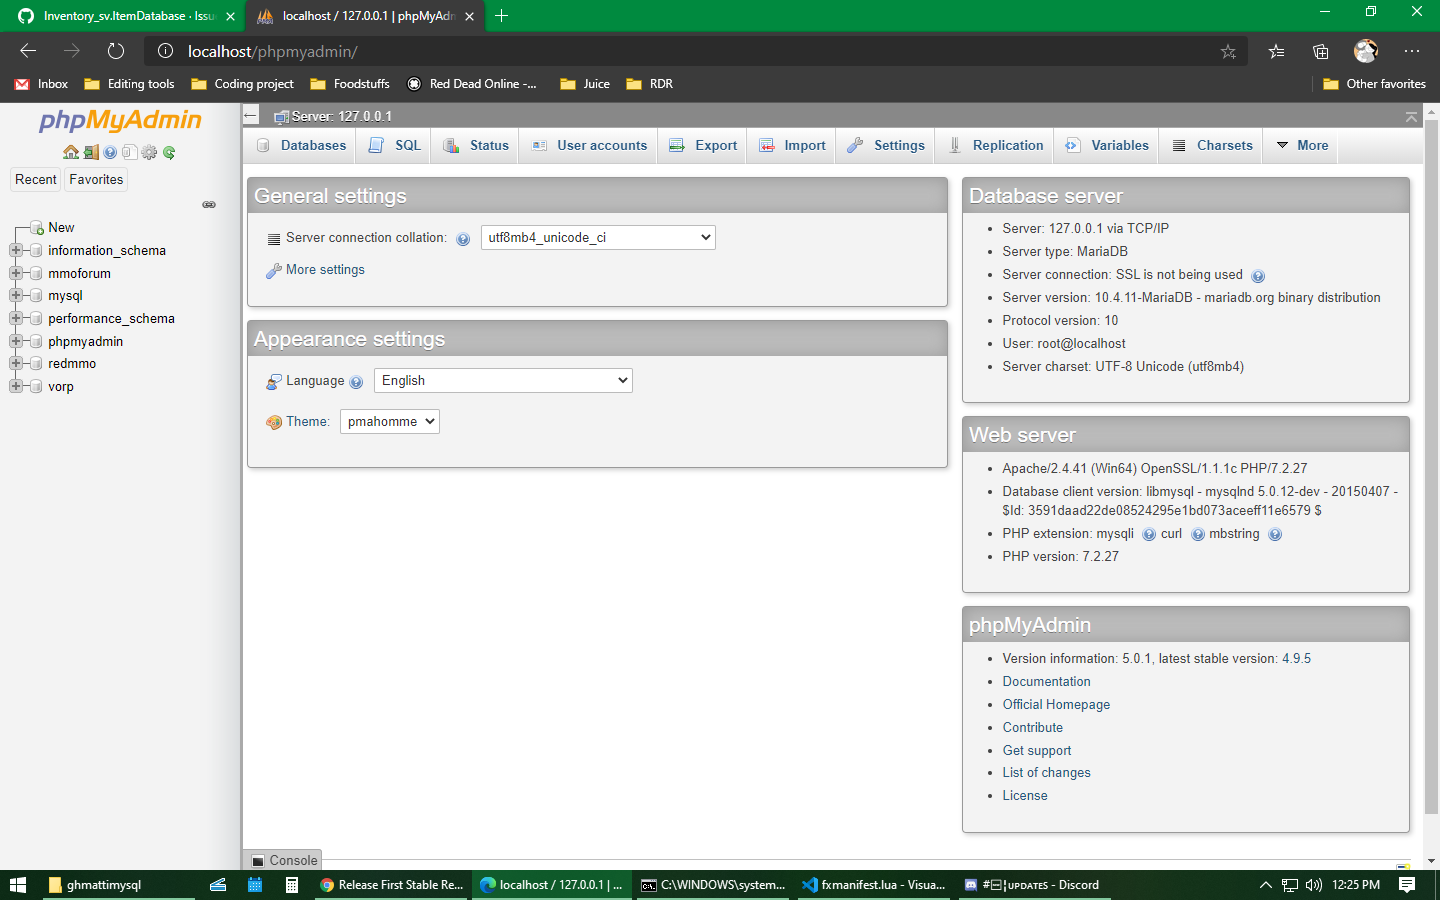 Inventory_sv.ItemDatabase · Issu
localhost / 127.0.0.1 | phpMyAdm
localhost/phpmyadmin/
Inbox
Editing tools
Coding project
Foodstuffs
Red Dead Online -...
Juice
RDR
Other favorites
phpMyAdmin
Recent
Favorites
New
information_schema
mmoforum
mysql
performance_schema
phpmyadmin
redmmo
vorp
Server: 127.0.0.1
Databases
SQL
Status
User accounts
Export
Import
Settings
Replication
Variables
Charsets
More
General settings
Server connection collation:
utf8mb4_unicode_ci
More settings
Appearance settings
Language
English
Theme:
pmahomme
Database server
Server: 127.0.0.1 via TCP/IP
Server type: MariaDB
Server connection: SSL is not being used
Server version: 10.4.11-MariaDB - mariadb.org binary distribution
Protocol version: 10
User: root@localhost
Server charset: UTF-8 Unicode (utf8mb4)
Web server
Apache/2.4.41 (Win64) OpenSSL/1.1.1c PHP/7.2.27
Database client version: libmysql - mysqlnd 5.0.12-dev - 20150407 -
$Id: 3591daad22de08524295e1bd073aceeff11e6579 $
PHP extension: mysqli curl mbstring
PHP version: 7.2.27
phpMyAdmin
Version information: 5.0.1, latest stable version: 4.9.5
Documentation
Official Homepage
Contribute
Get support
List of changes
License
Console
ghmattimysql
Release First Stable Re...
localhost / 127.0.0.1 | ...
C:\WINDOWS\system...
fxmanifest.lua - Visua...
UPDATES - Discord
12:25 PM